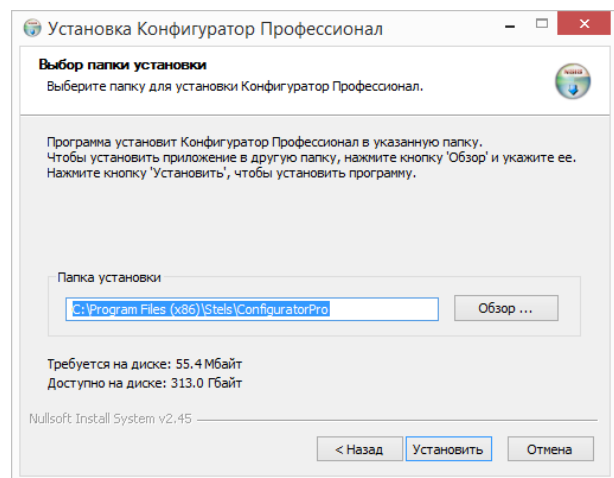 Установка Конфигуратор Профессионал
Выбор папки установки
Выберите папку для установки Конфигуратор Профессионал.
NULLSOFT
Программа установит Конфигуратор Профессионал в указанную папку.
Чтобы установить приложение в другую папку, нажмите кнопку 'Обзор' и укажите ее.
Нажмите кнопку 'Установить', чтобы установить программу.
Папка установки
C:\Program Files (x86)\Stels\ConfiguratorPro
Обзор ...
Требуется на диске: 55.4 Мбайт
Доступно на диске: 313.0 Гбайт
Nullsoft Install System v2.45
< Назад
Установить
Отмена